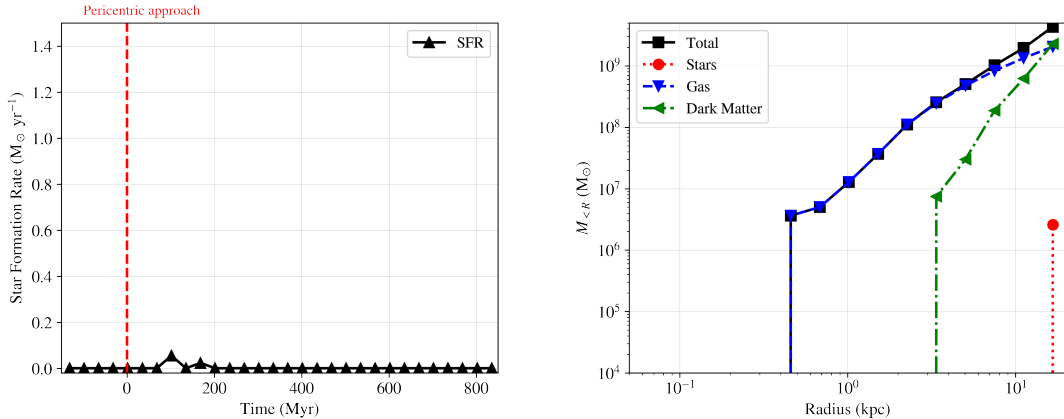 Pericentric approach
SFR
Star Formation Rate (M⊙ yr⁻¹)
1.4
1.2
1.0
0.8
0.6
0.4
0.2
0.0
0
200
400
600
800
Time (Myr)
Total
Stars
Gas
Dark Matter
M<R (M⊙)
10⁹
10⁸
10⁷
10⁶
10⁵
10⁴
10⁻¹
10⁰
10¹
Radius (kpc)